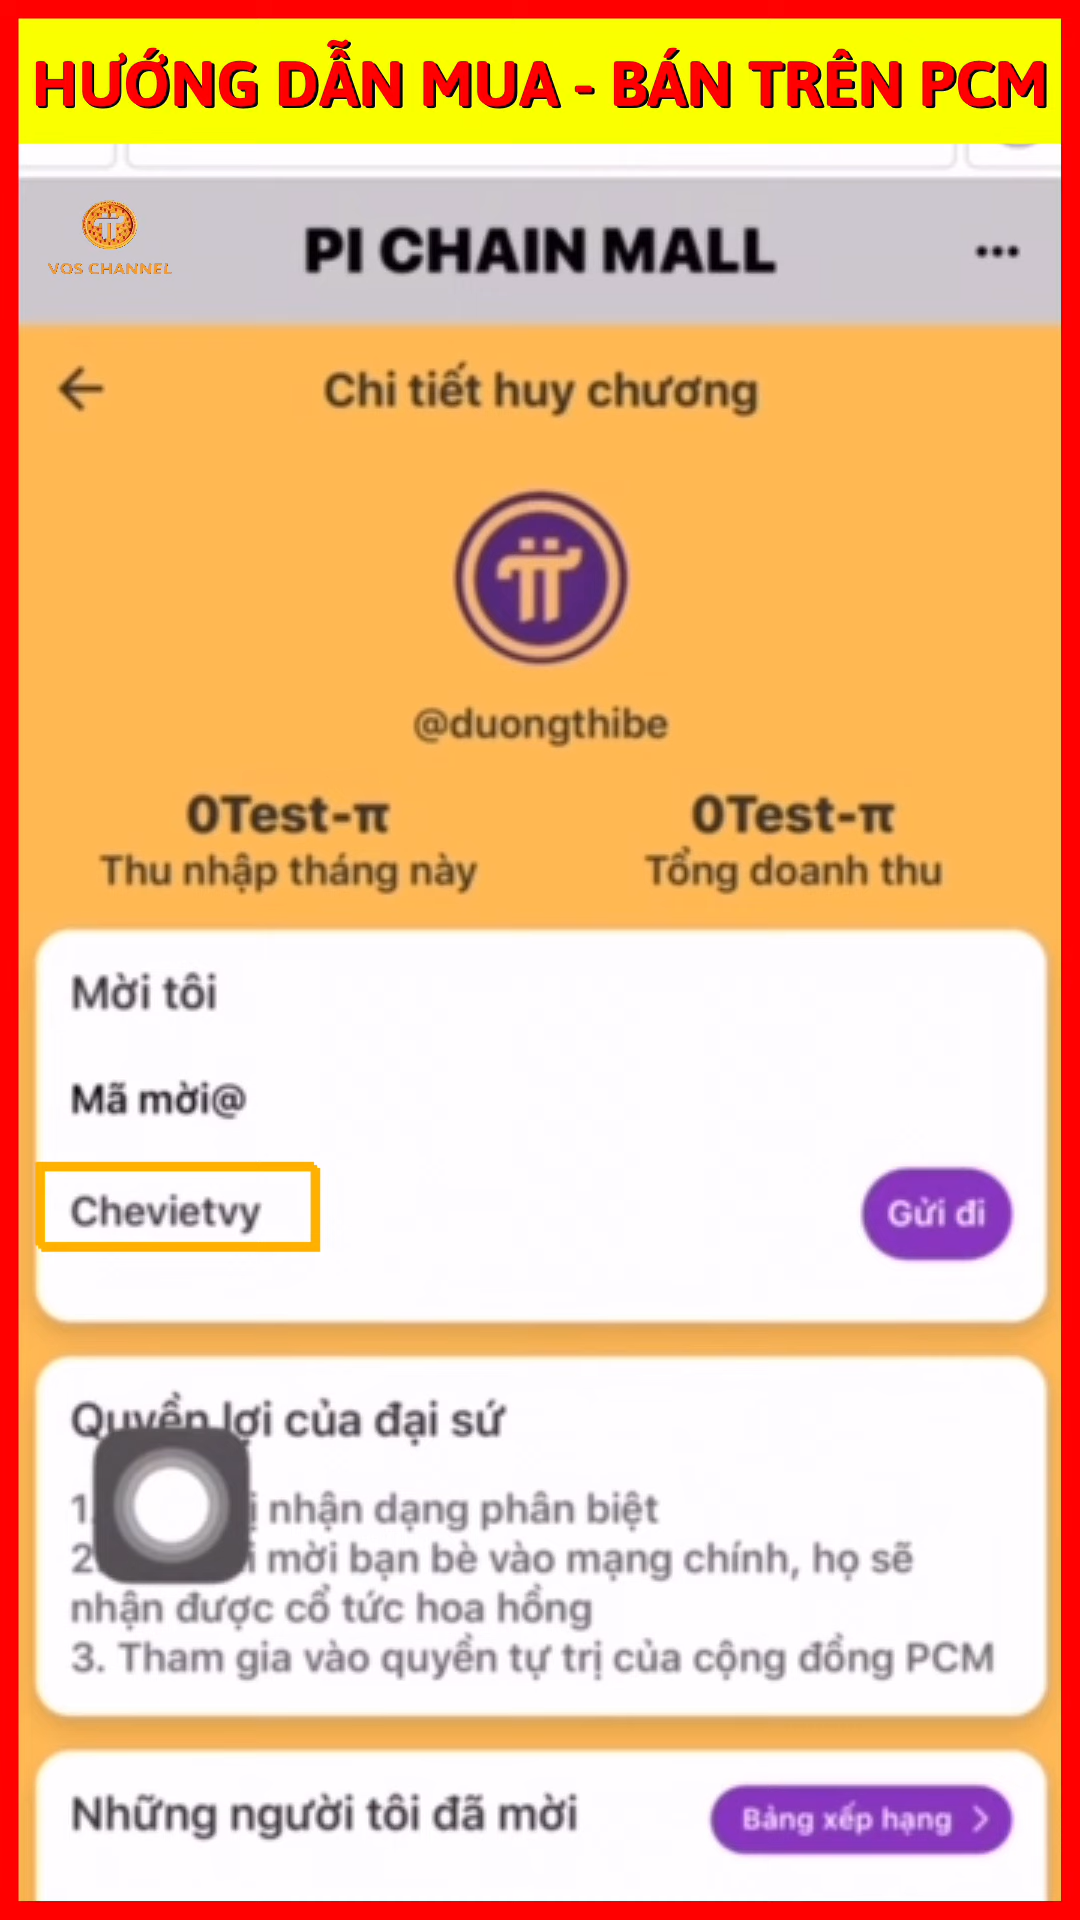 HƯỚNG DẪN MUA - BÁN TRÊN PCM
VOS CHANNEL
PI CHAIN MALL
Chi tiết huy chương
@duongthibe
0Test-π 0Test-π
Thu nhập tháng này Tổng doanh thu
Mời tôi
Mã mời@
Chevietvy
Gửi đi
Quyền lợi của đại sứ
1. nhận dạng phân biệt
2 mời bạn bè vào mạng chính, họ sẽ
nhận được cổ tức hoa hồng
3. Tham gia vào quyền tự trị của cộng đồng PCM
Những người tôi đã mời
Bảng xếp hạng